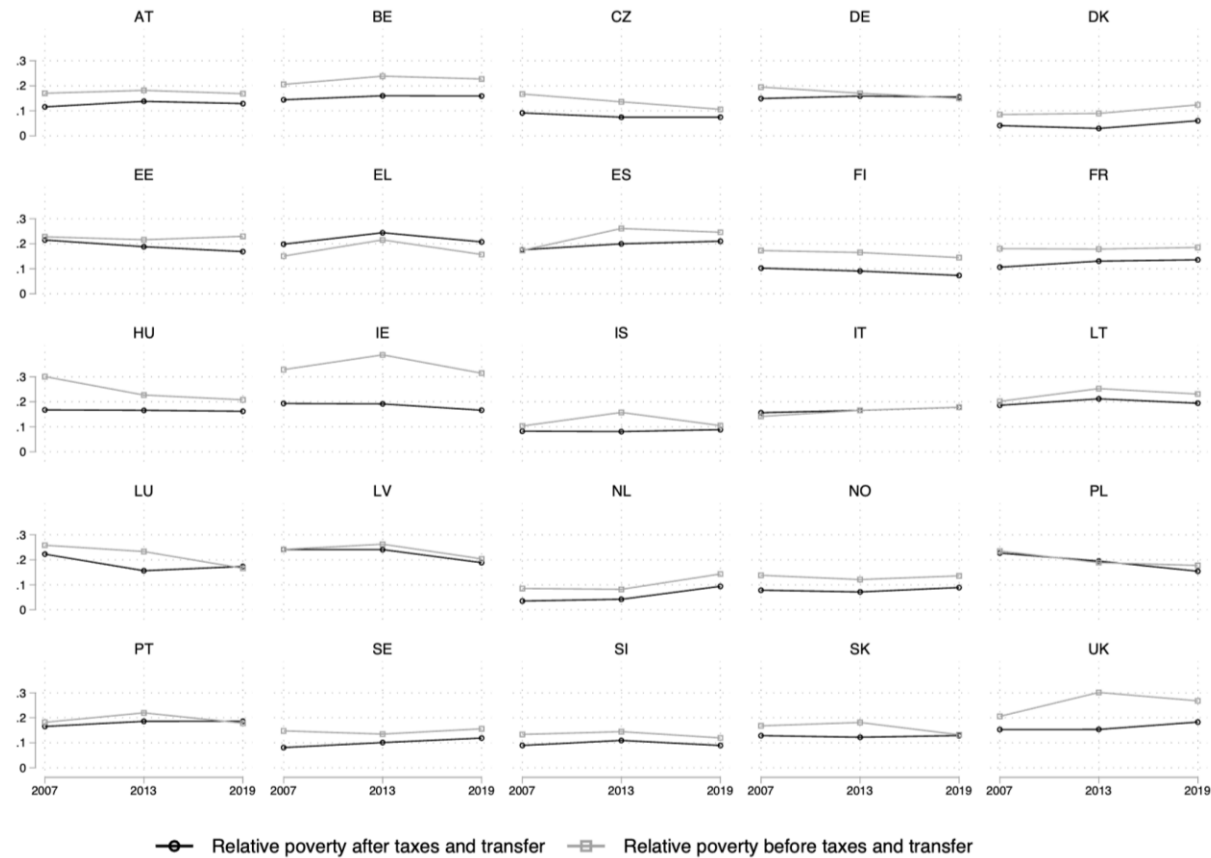 AT BE CZ DE DK
.3
.2
.1
0
EE EL ES FI FR
.3
.2
.1
0
HU IE IS IT LT
.3
.2
.1
0
LU LV NL NO PL
.3
.2
.1
0
PT SE SI SK UK
.3
.2
.1
0
2007 2013 2019 2007 2013 2019 2007 2013 2019 2007 2013 2019 2007 2013 2019
Relative poverty after taxes and transfer Relative poverty before taxes and transfer